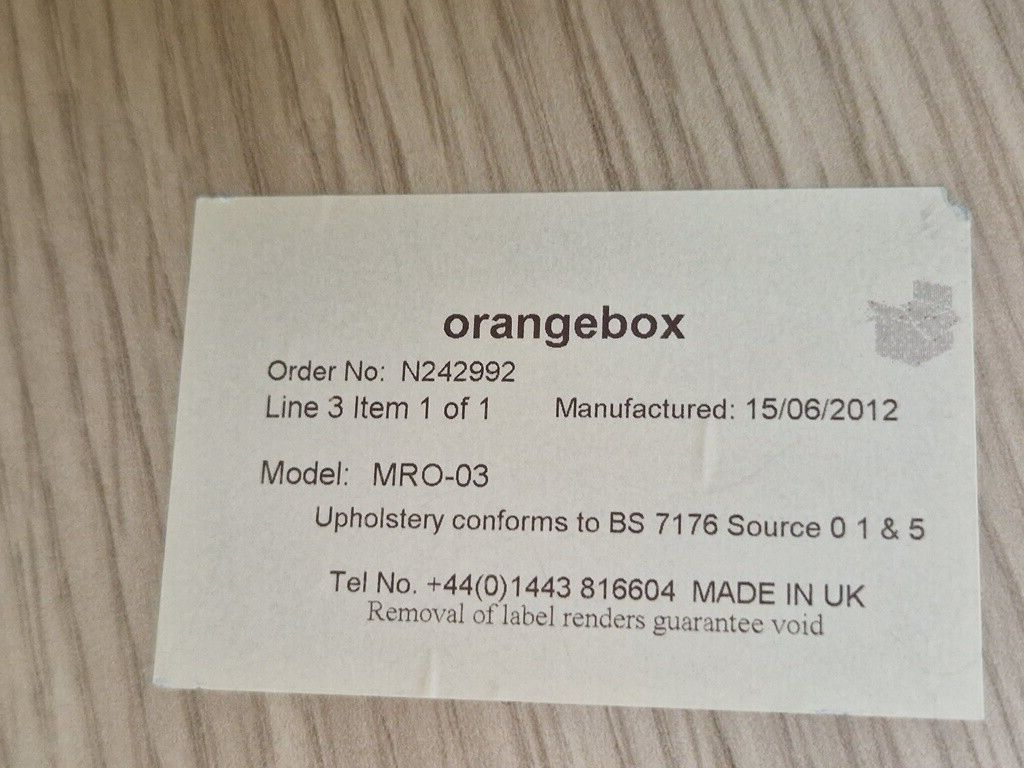 orangebox
Order No: N242992
Line 3 Item 1 of 1 Manufactured: 15/06/2012
Model: MRO-03
Upholstery conforms to BS 7176 Source 0 1 & 5
Tel No. +44(0)1443 816604 MADE IN UK
Removal of label renders guarantee void